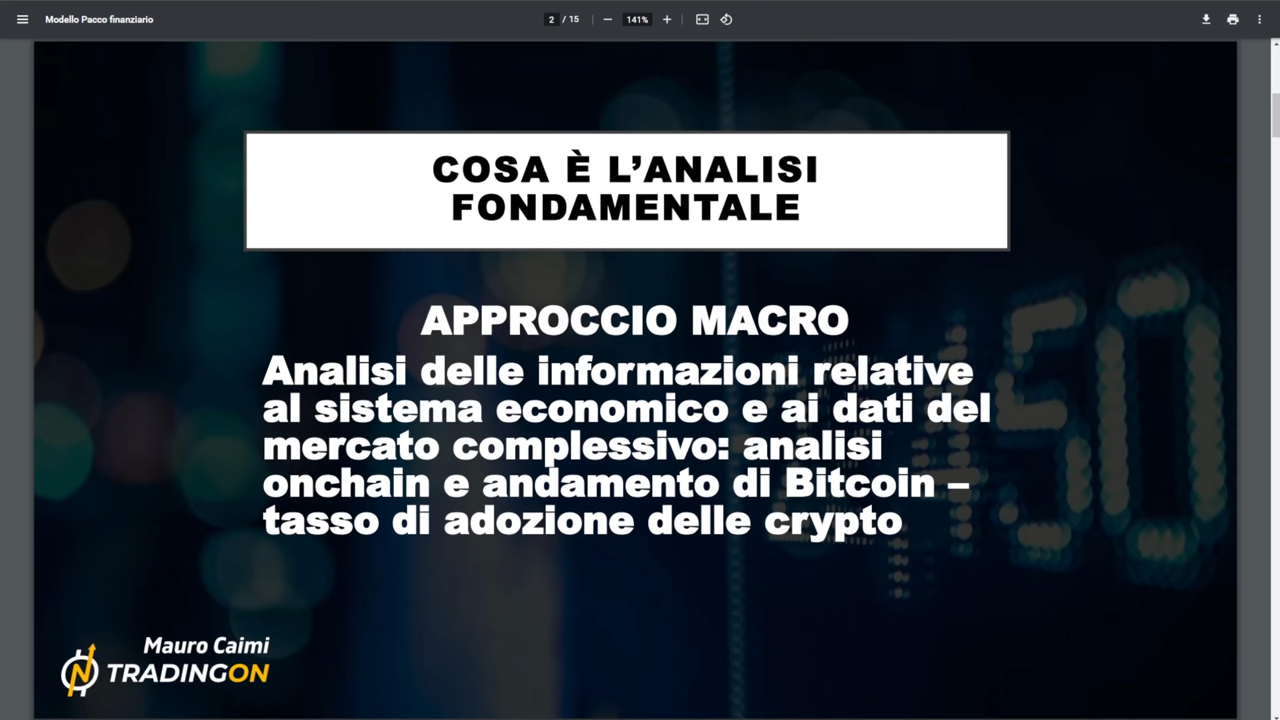 Modello Pacco finanziario
2 / 15
141%
COSA È L’ANALISI
FONDAMENTALE
APPROCCIO MACRO
Analisi delle informazioni relative
al sistema economico e ai dati del
mercato complessivo: analisi
onchain e andamento di Bitcoin –
tasso di adozione delle crypto
50
Mauro Caimi
TRADINGON